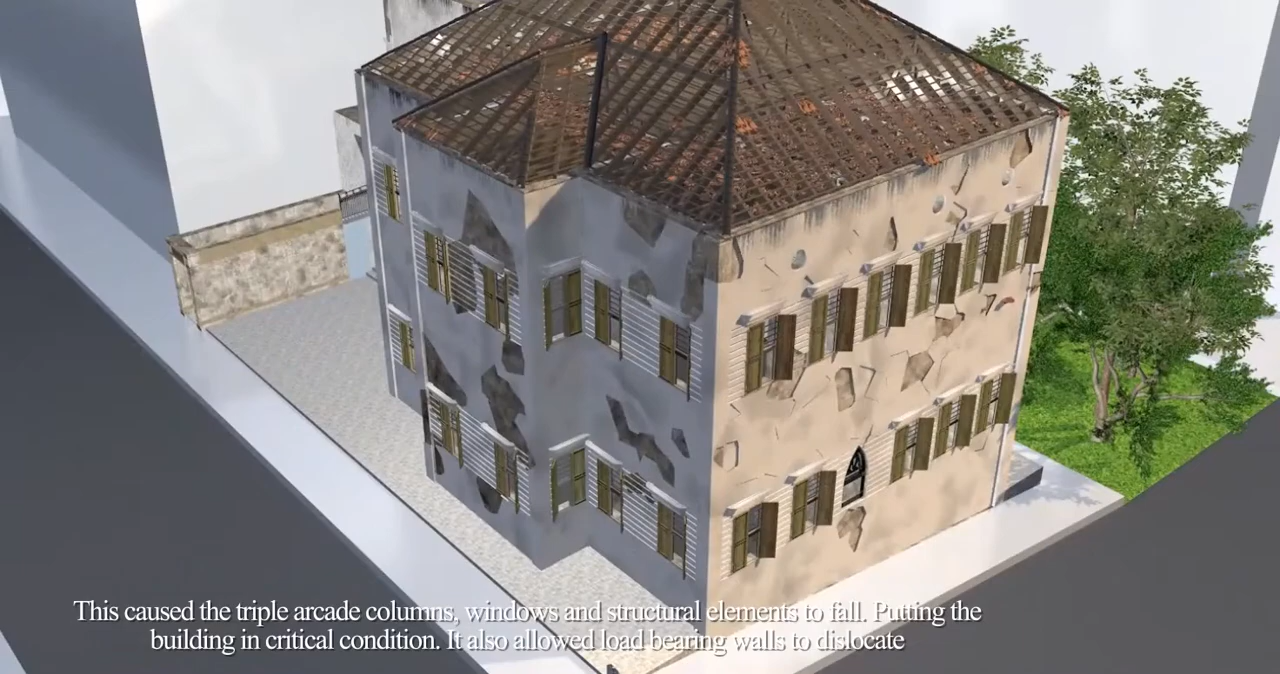 This caused the triple arcade columns, windows and structural elements to fall. Putting the
building in critical condition. It also allowed load bearing walls to dislocate